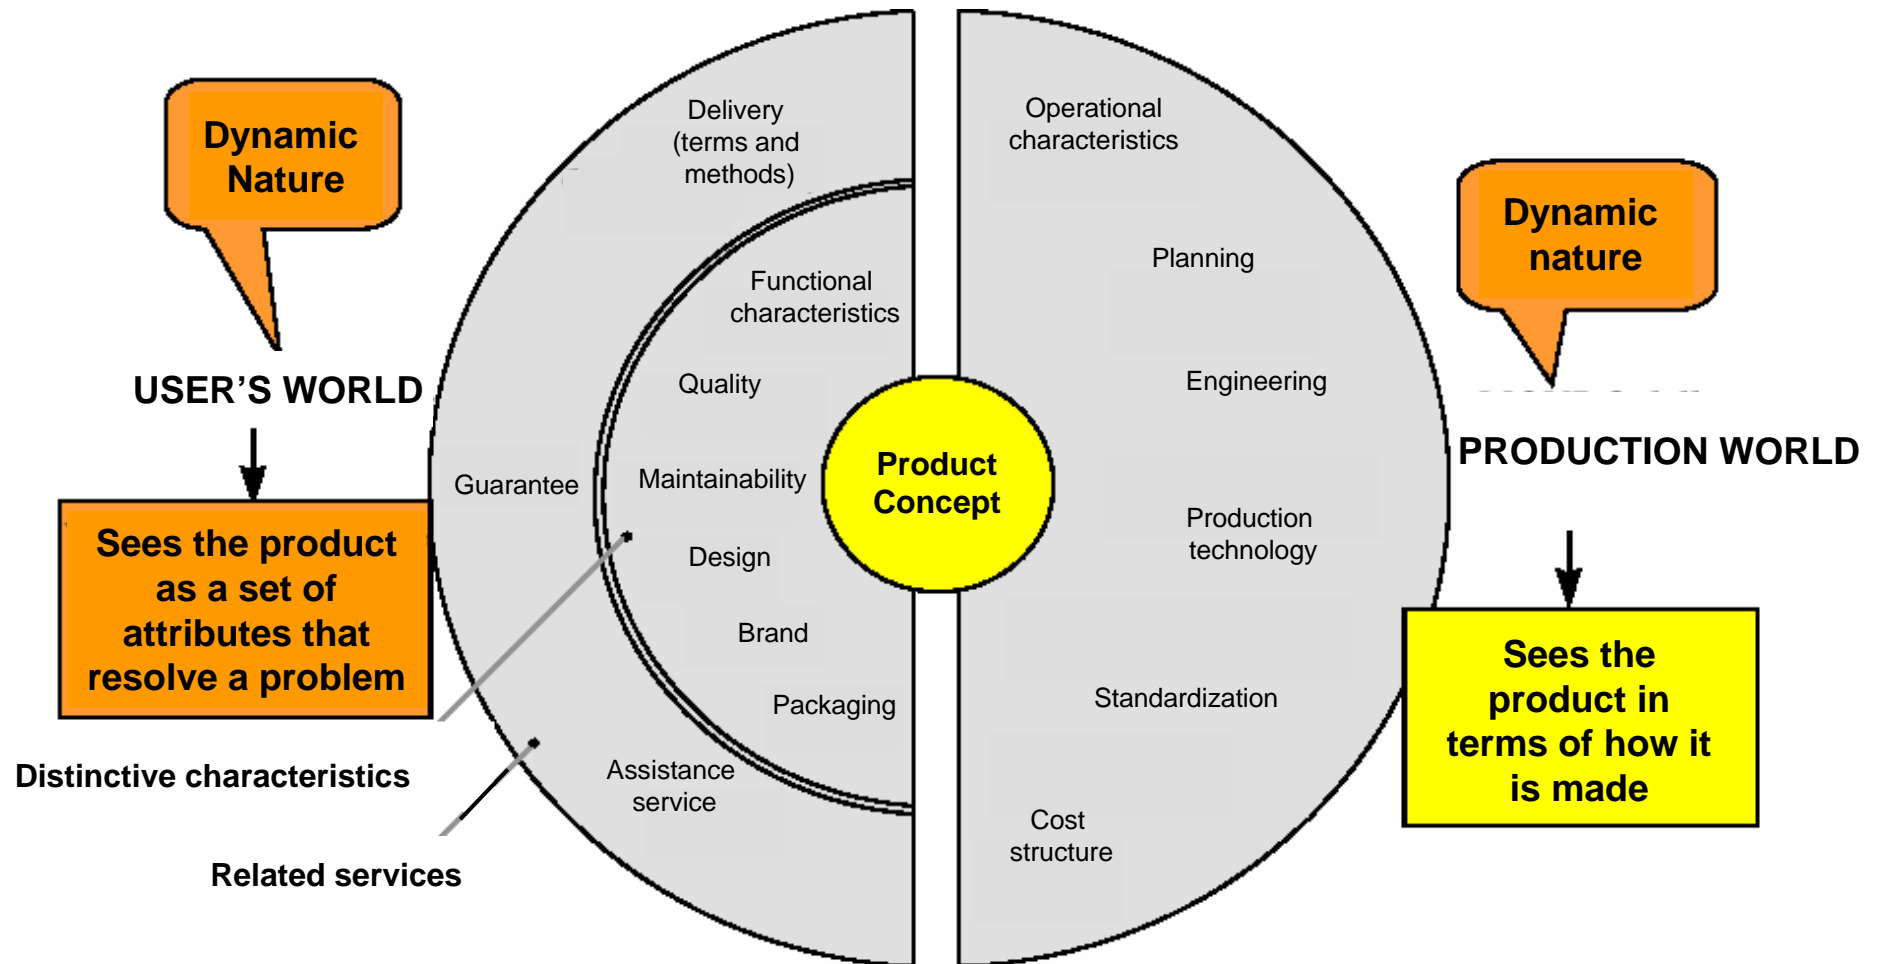 Dynamic
Nature
USER’S WORLD
Sees the product
as a set of
attributes that
resolve a problem
Distinctive characteristics
Related services
Delivery
(terms and
methods)
Functional
characteristics
Quality
Guarantee
Maintainability
Design
Brand
Packaging
Assistance
service
Product
Concept
Operational
characteristics
Planning
Engineering
Production
technology
Standardization
Cost
structure
Dynamic
nature
PRODUCTION WORLD
Sees the
product in
terms of how it
is made